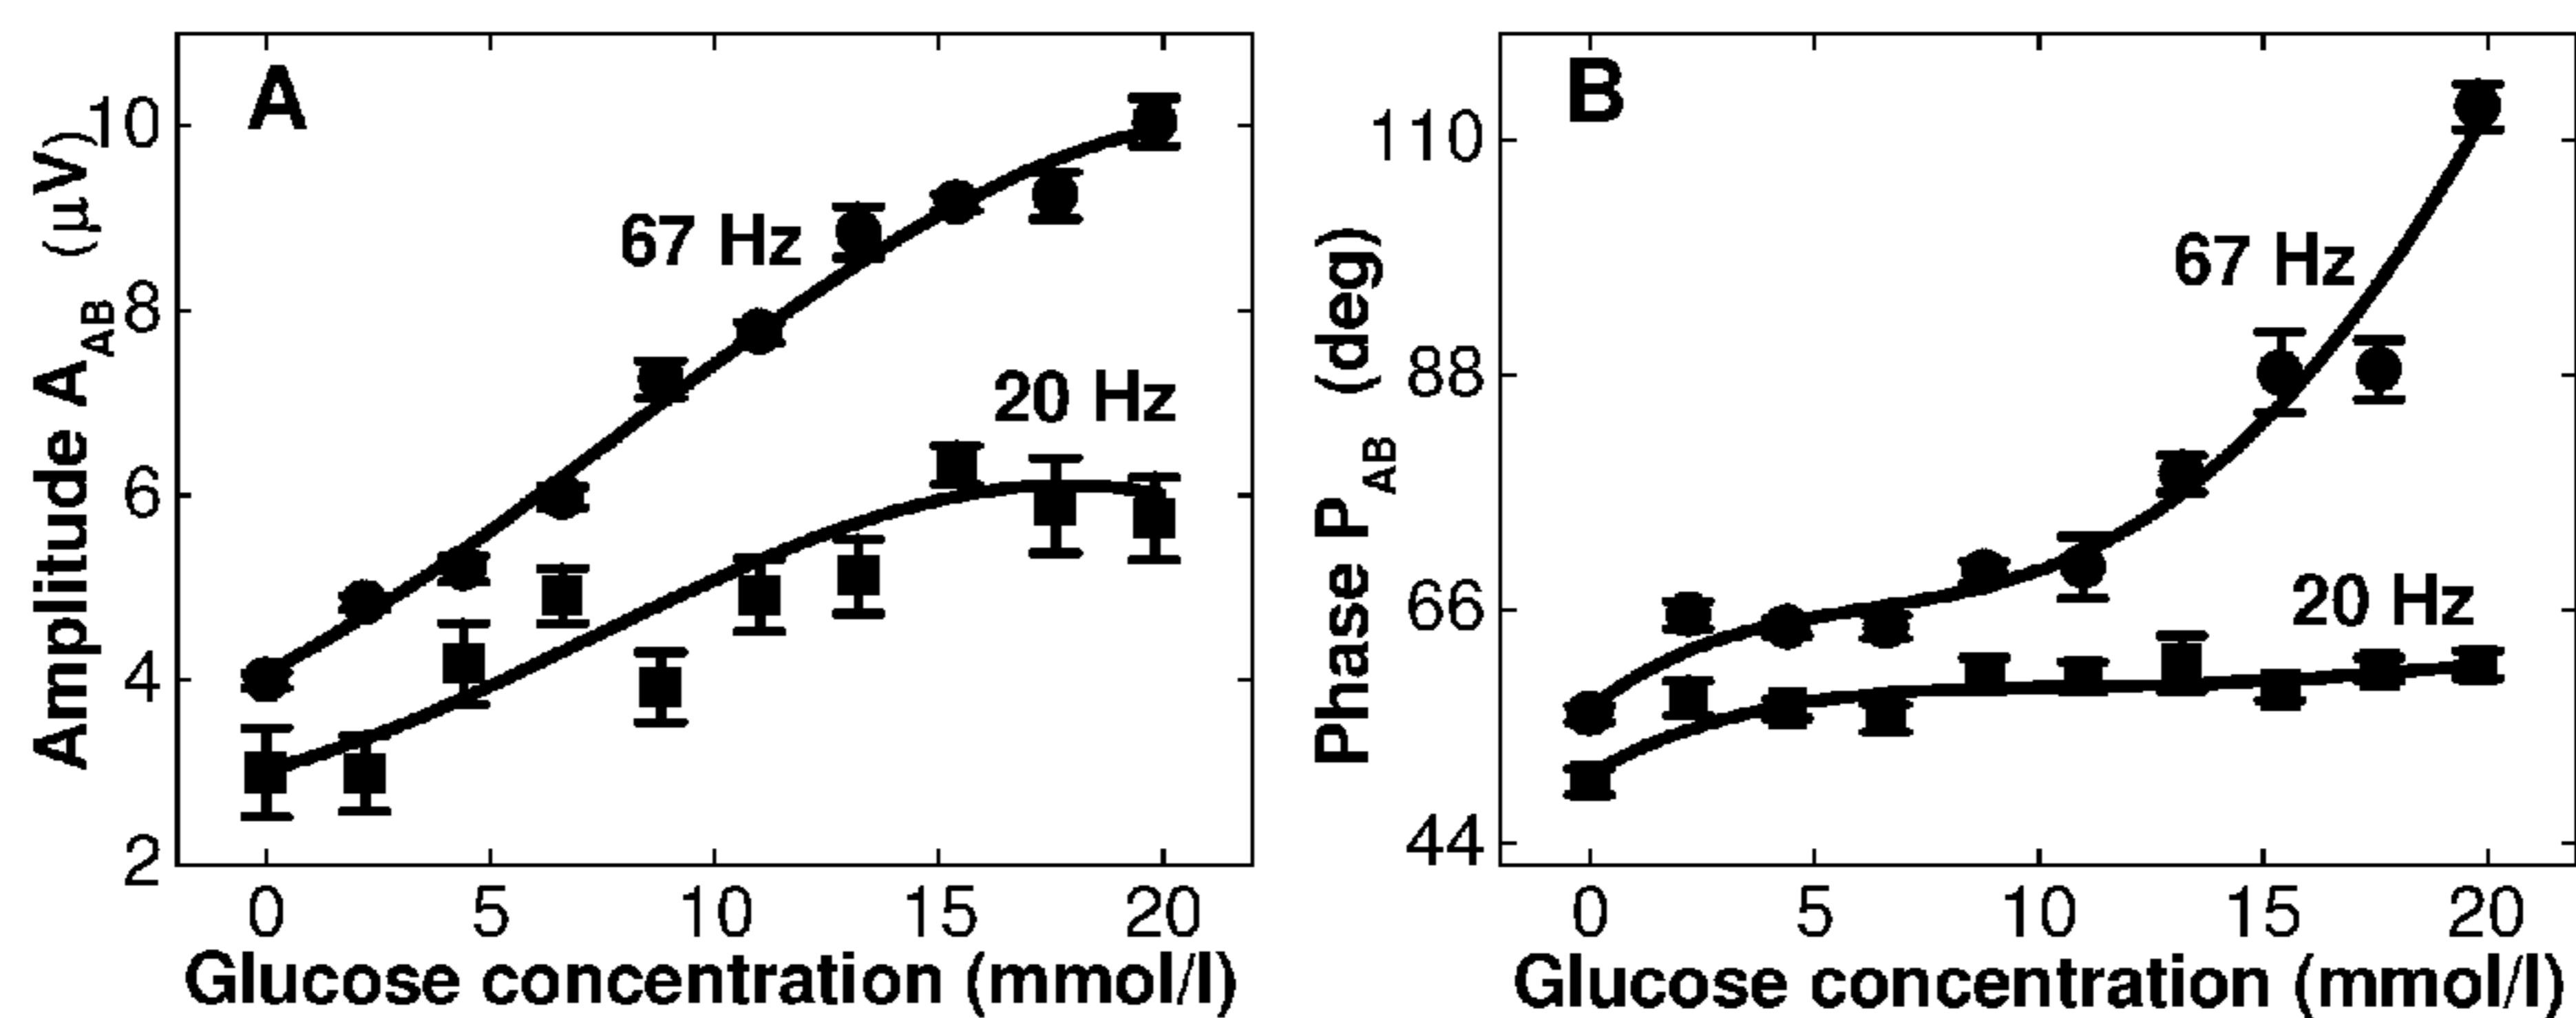 A
10
8
6
4
2
Amplitude A_AB (μV)
67 Hz
20 Hz
0 5 10 15 20
Glucose concentration (mmol/l)
B
110
88
66
44
Phase P_AB (deg)
67 Hz
20 Hz
0 5 10 15 20
Glucose concentration (mmol/l)